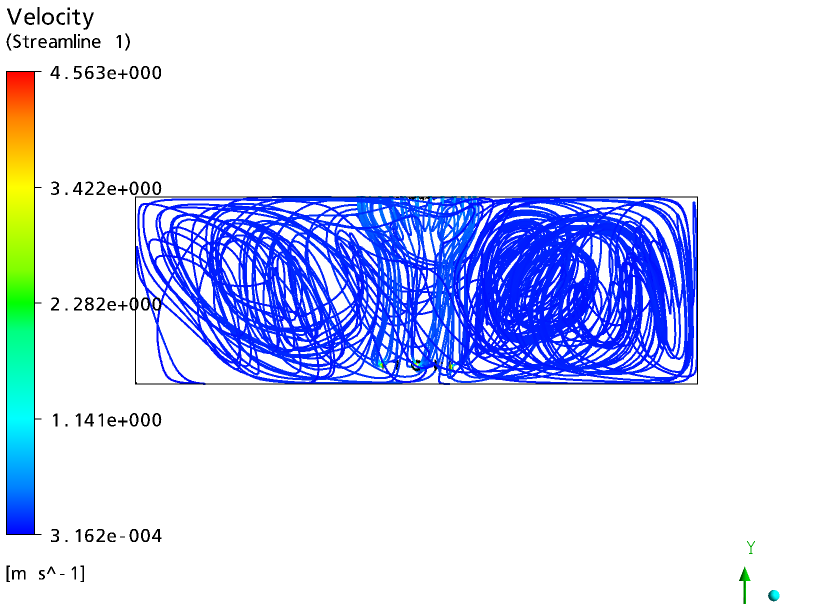 Velocity
(Streamline 1)
4.563e+000
3.422e+000
2.282e+000
1.141e+000
3.162e-004
[m s^-1]
Y